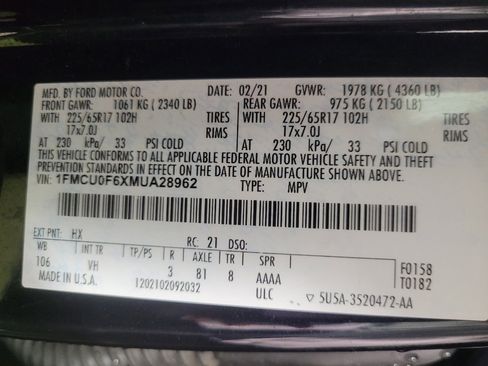 MFD. BY FORD MOTOR CO. 02/21 GVWR: 1978 KG ( 4360 LB)
FRONT GAWR: 1061 KG ( 2340 LB) REAR GAWR: 975 KG ( 2150 LB)
WITH 225/65R17 102H TIRES WITH 225/65R17 102H TIRES
17x7.0J RIMS 17x7.0J RIMS
AT 230 kPa/ 33 PSI COLD AT 230 kPa/ 33 PSI COLD
THIS VEHICLE CONFORMS TO ALL APPLICABLE FEDERAL MOTOR VEHICLE SAFETY AND THEFT
PREVENTION STANDARDS IN EFFECT ON THE DATE OF MANUFACTURE SHOWN ABOVE.
VIN: 1FMCU0F6XMUA28962 TYPE: MPV
EXT PNT: HX RC: 21 DSO:
WB INT TR TP/PS R AXLE TR SPR F0158
106 VH 3 81 8 AAAA T0182
MADE IN U.S.A. 1202102092032 ULC ▽ 5U5A-3520472-AA